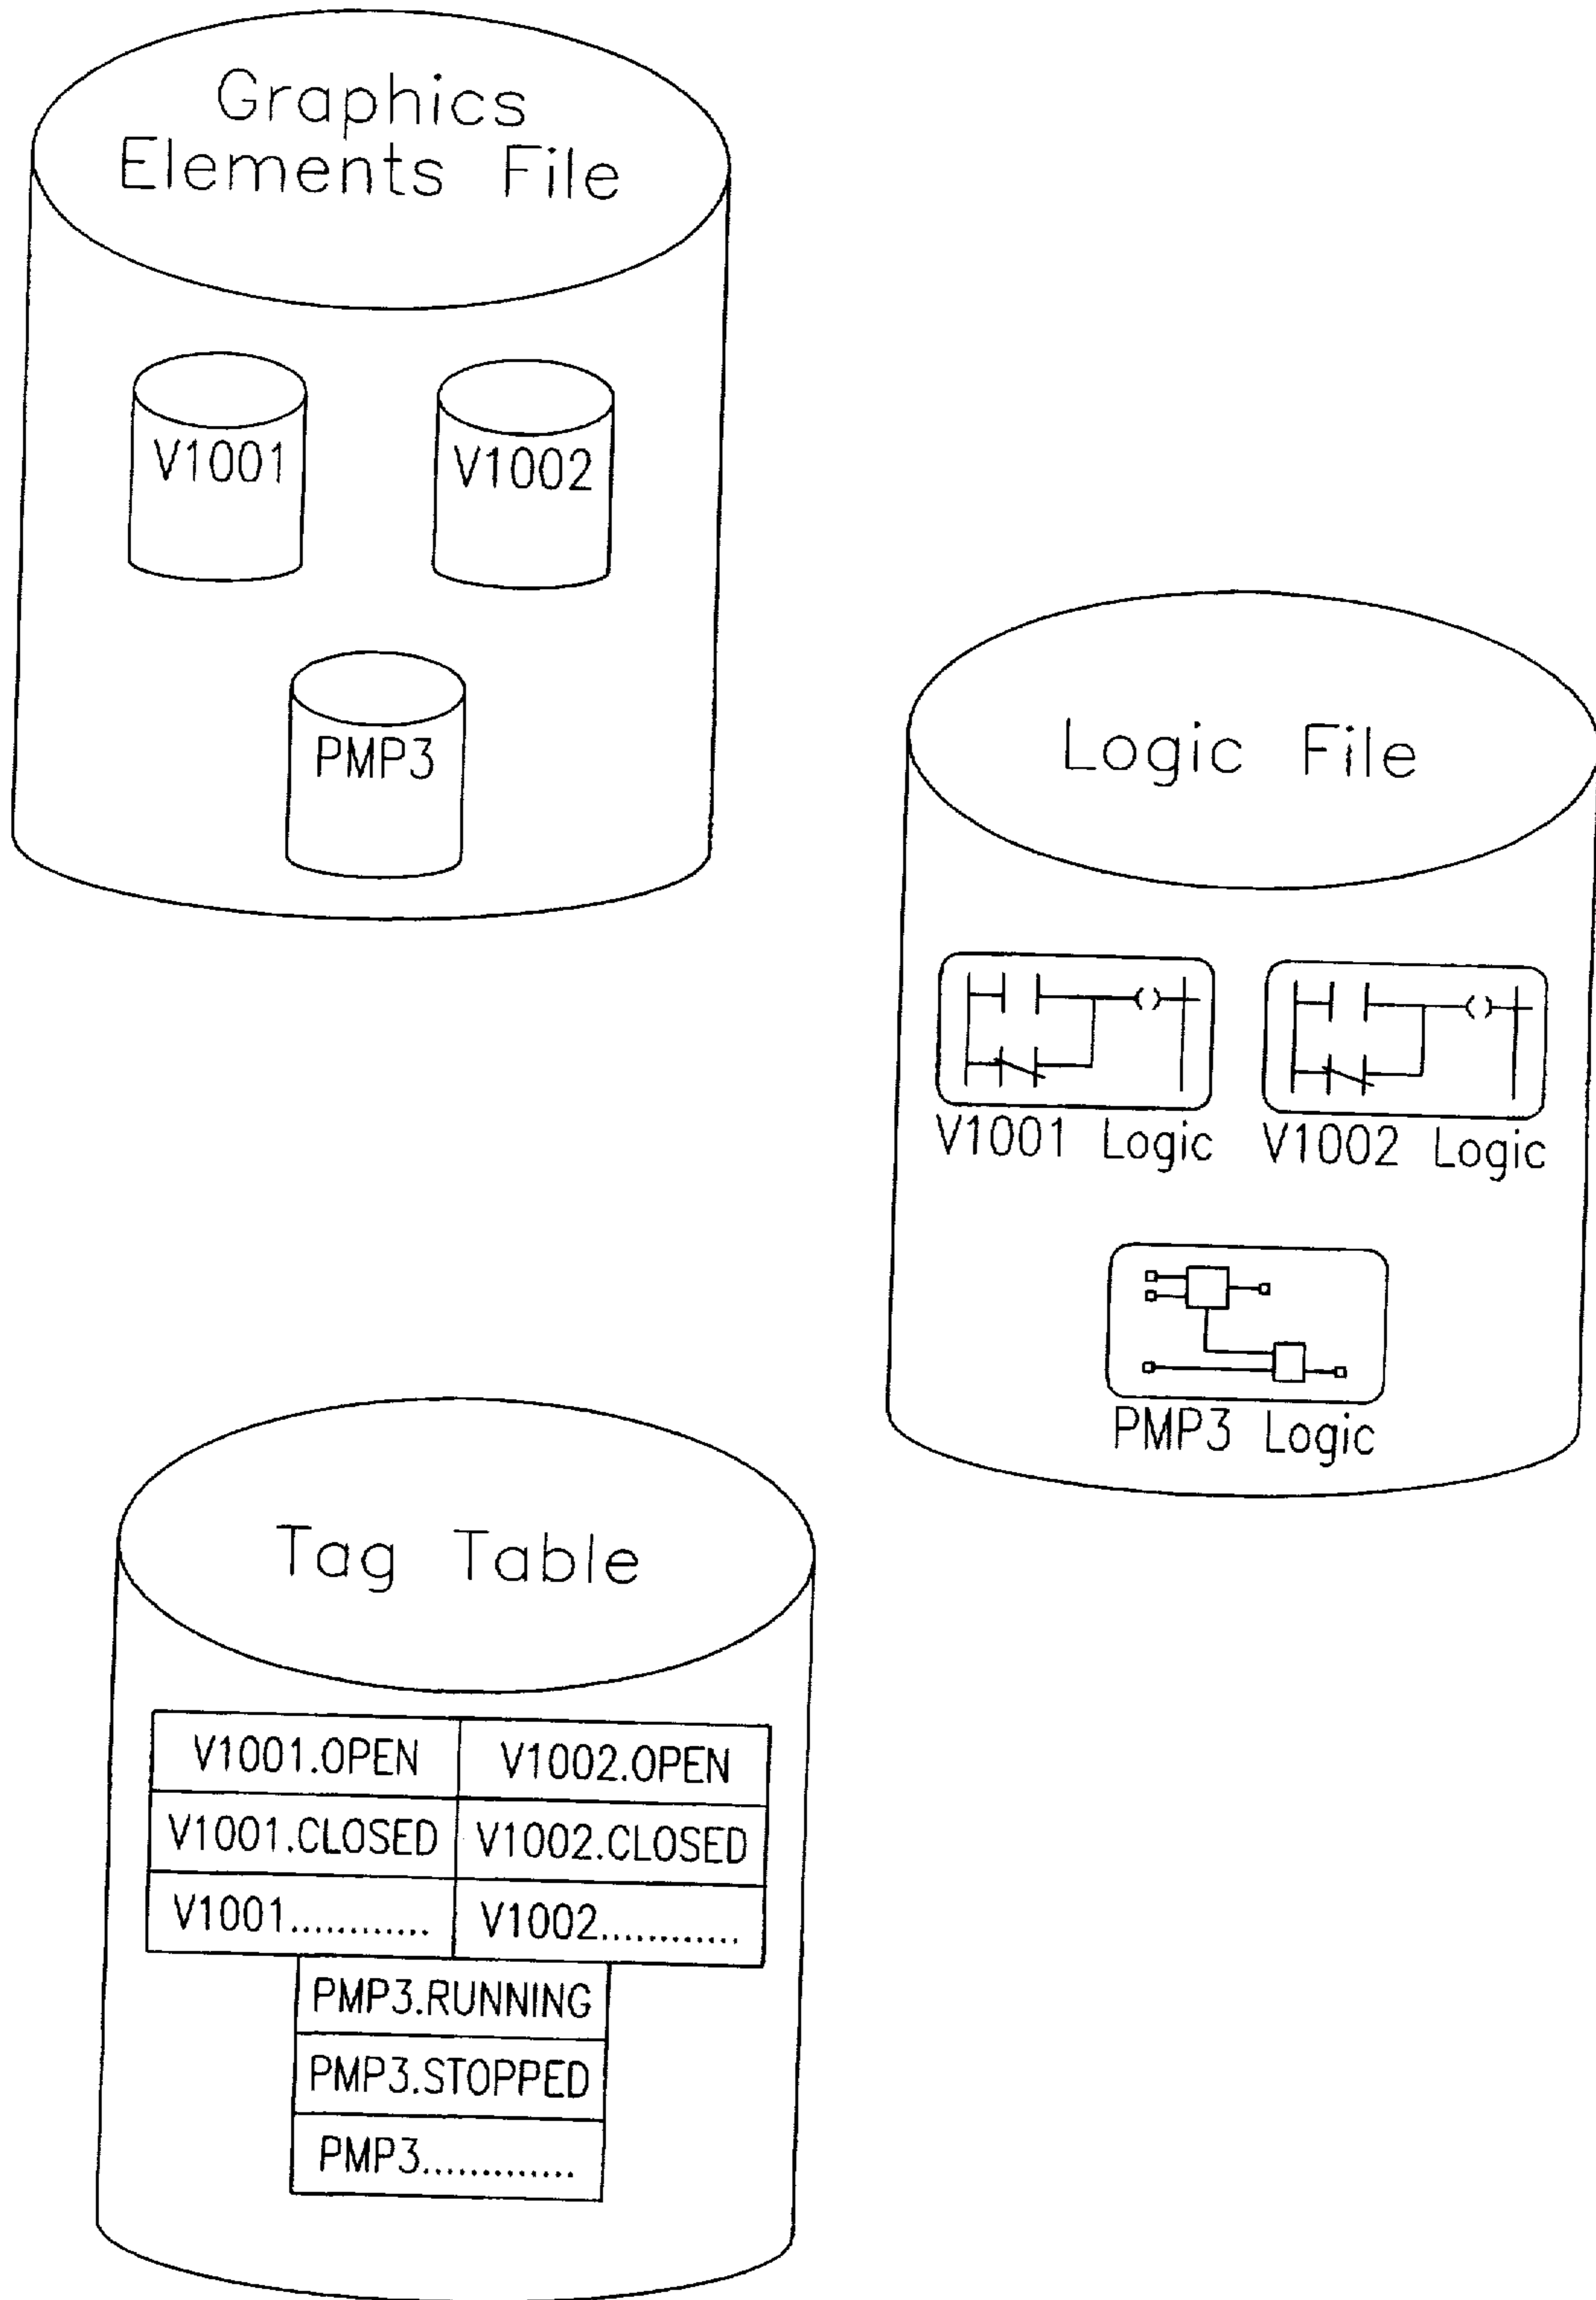 Graphics
Elements File
V1001
V1002
PMP3
Logic File
V1001 Logic
V1002 Logic
PMP3 Logic
Tag Table
V1001.OPEN
V1002.OPEN
V1001.CLOSED
V1002.CLOSED
V1001............
V1002............
PMP3.RUNNING
PMP3.STOPPED
PMP3.............